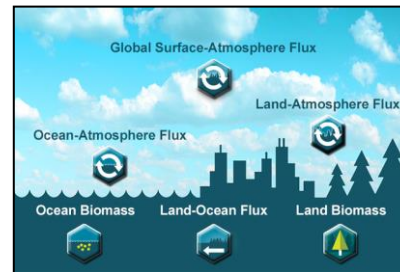 Global Surface-Atmosphere Flux
Land-Atmosphere Flux
Ocean-Atmosphere Flux
Ocean Biomass
Land-Ocean Flux
Land Biomass